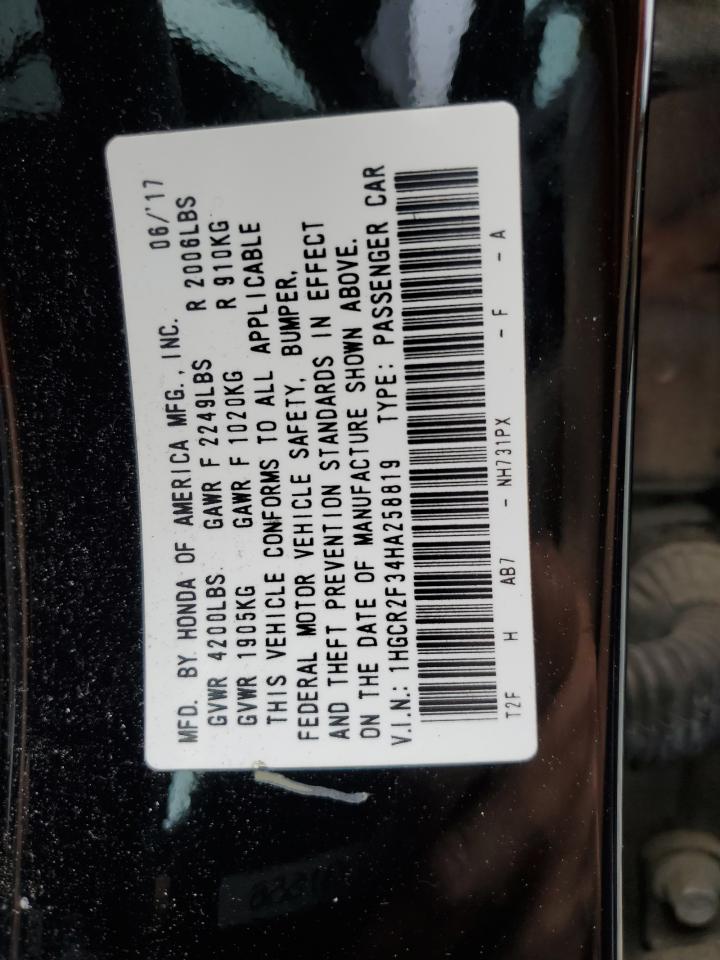 MFD. BY HONDA OF AMERICA MFG., INC. 06/'17
GVWR 4200LBS. GAWR F 2249LBS R 2006LBS
GVWR 1905KG GAWR F 1020KG R 910KG
THIS VEHICLE CONFORMS TO ALL APPLICABLE
FEDERAL MOTOR VEHICLE SAFETY, BUMPER,
AND THEFT PREVENTION STANDARDS IN EFFECT
ON THE DATE OF MANUFACTURE SHOWN ABOVE.
V.I.N.: 1HGCR2F34HA258819 TYPE: PASSENGER CAR
T2F H AB7 - NH731PX - F - A